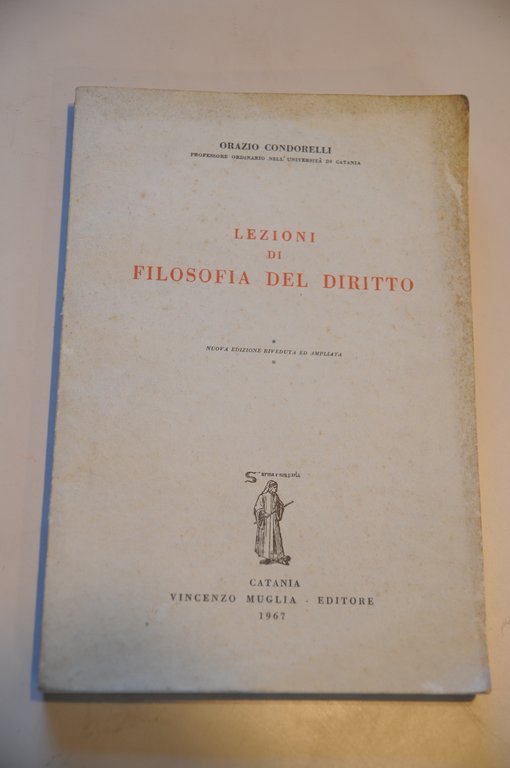 ORAZIO CONDORELLI
PROFESSORE ORDINARIO NELL'UNIVERSITÀ DI CATANIA
LEZIONI
DI
FILOSOFIA DEL DIRITTO
*
NUOVA EDIZIONE RIVEDUTA ED AMPLIATA
*
CATANIA
VINCENZO MUGLIA - EDITORE
1967